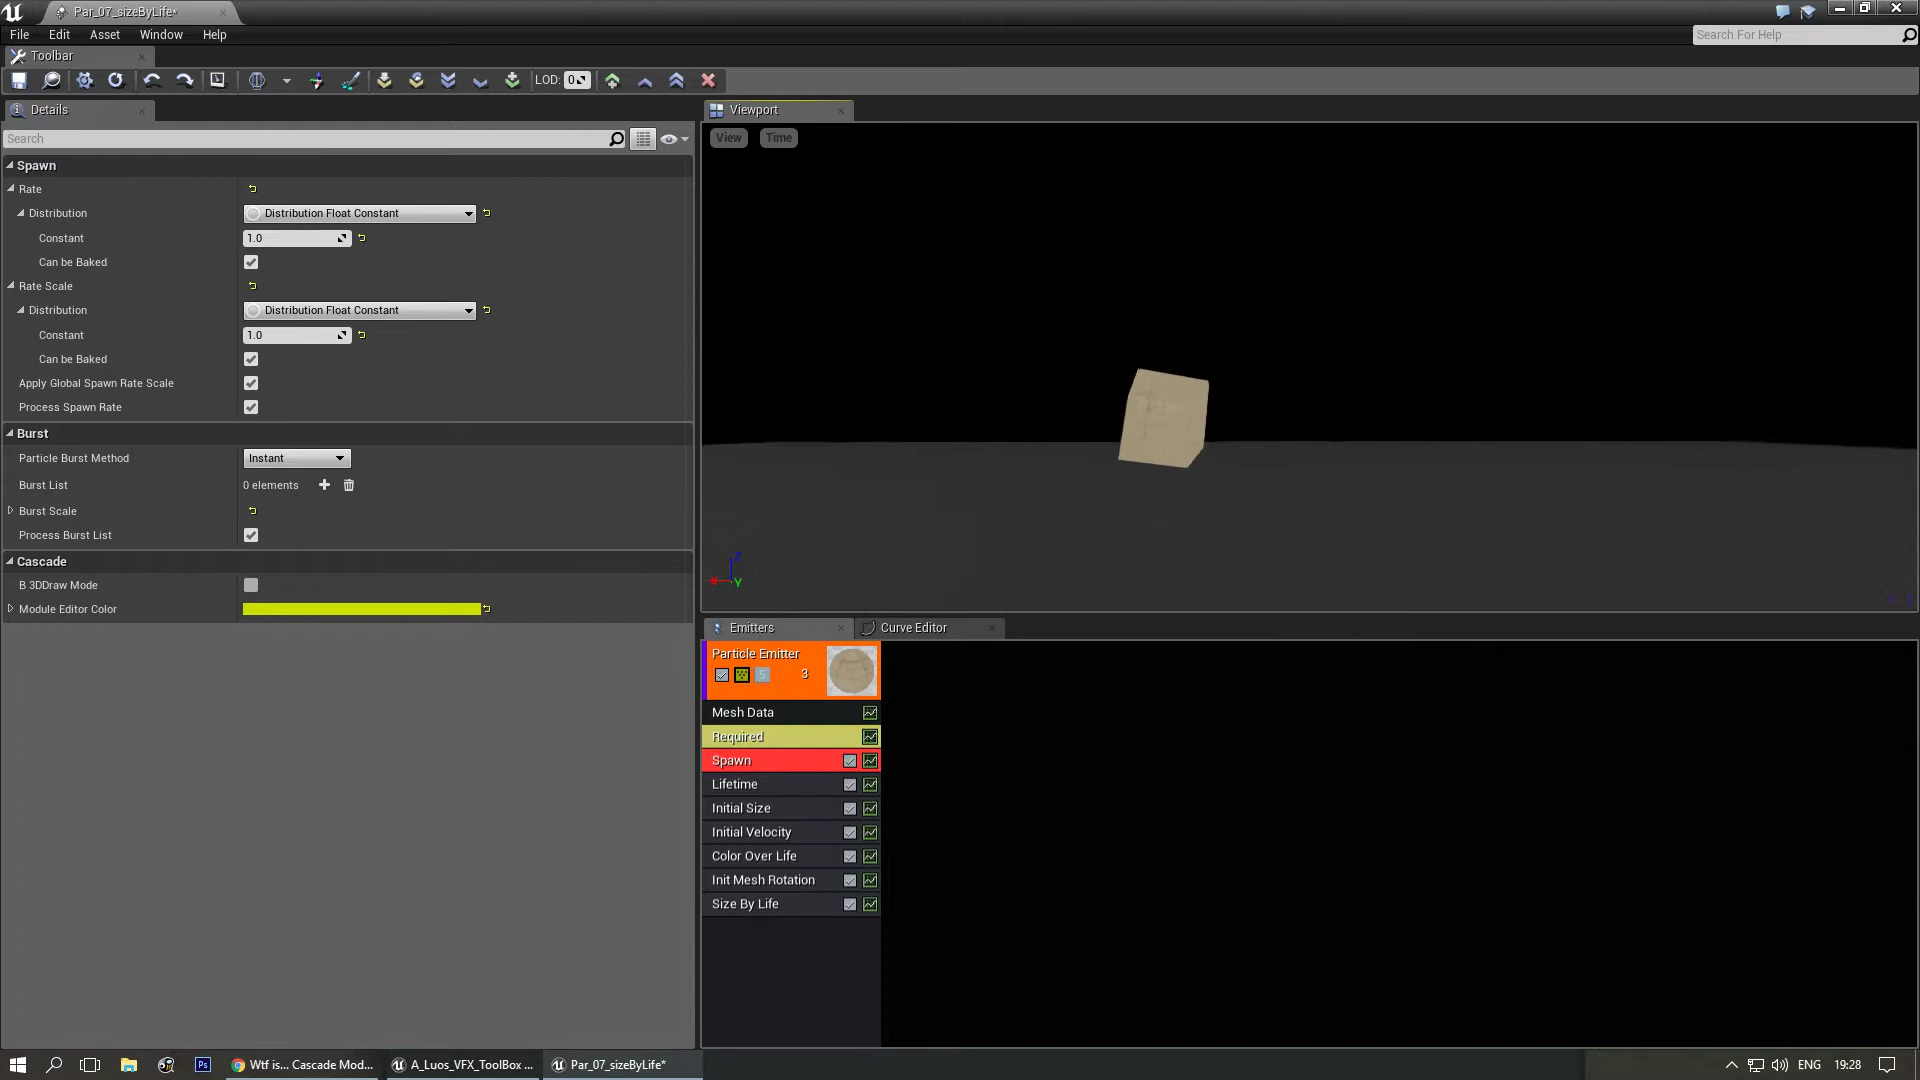 Par_07_sizeByLife*
File Edit Asset Window Help
Search For Help
Toolbar
LOD: 0
Details
Viewport
Search
View Time
Spawn
Rate
Distribution
Distribution Float Constant
Constant
1.0
Can be Baked
Rate Scale
Distribution
Distribution Float Constant
Constant
1.0
Can be Baked
Apply Global Spawn Rate Scale
Process Spawn Rate
Burst
Particle Burst Method
Instant
Burst List
0 elements
Burst Scale
Process Burst List
Cascade
B 3DDraw Mode
Module Editor Color
Z
X
Y
Emitters
Curve Editor
Particle Emitter
S 3
Mesh Data
Required
Spawn
Lifetime
Initial Size
Initial Velocity
Color Over Life
Init Mesh Rotation
Size By Life
Ps
Wtf is... Cascade Mod...
A_Luos_VFX_ToolBox ...
Par_07_sizeByLife*
ENG
19:28